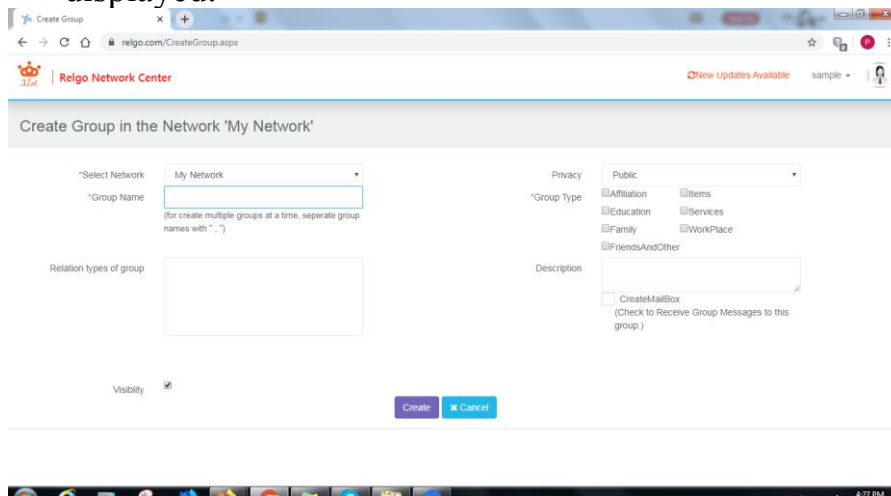 displayed.
Create Group
relgo.com/CreateGroup.aspx
P
31st
Relgo Network Center
New Updates Available
sample
Create Group in the Network 'My Network'
*Select Network
My Network
Privacy
Public
*Group Name
(for create multiple groups at a time, seperate group
names with " , ")
*Group Type
Affiliation
Items
Education
Services
Family
WorkPlace
FriendsAndOther
Relation types of group
Description
CreateMailBox
(Check to Receive Group Messages to this
group.)
Visiblity
Create
Cancel
4:27 PM